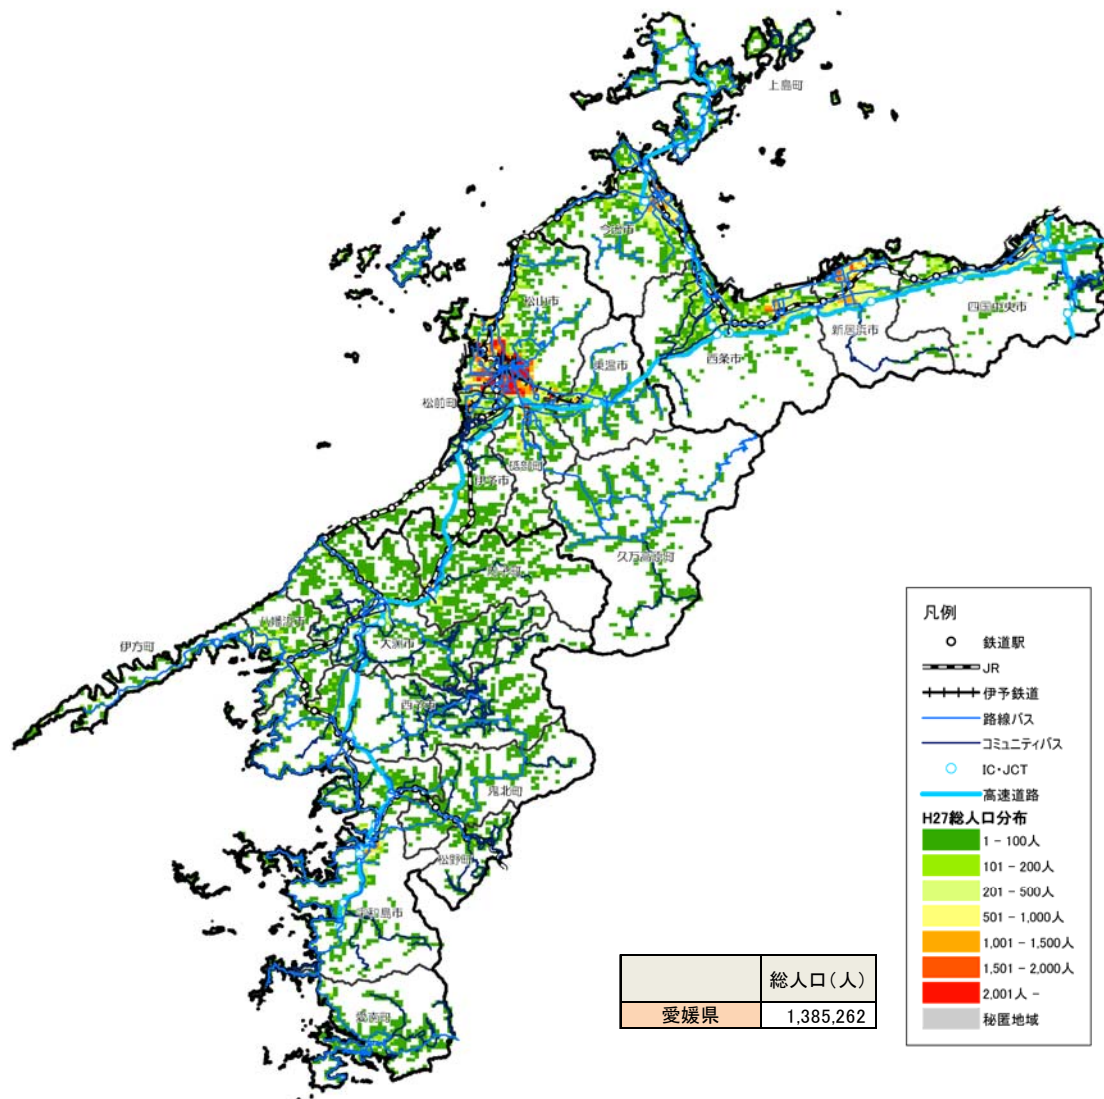 上島町
今治市
松山市
四国中央市
新居浜市
西条市
東温市
松前町
砥部町
伊予市
久万高原町
内子町
八幡浜市
大洲市
伊方町
西予市
鬼北町
松野町
宇和島市
愛南町
凡例
鉄道駅
JR
伊予鉄道
路線バス
コミュニティバス
IC・JCT
高速道路
H27総人口分布
1 - 100人
101 - 200人
201 - 500人
501 - 1,000人
1,001 - 1,500人
1,501 - 2,000人
2,001人 -
秘匿地域
総人口(人)
愛媛県 1,385,262